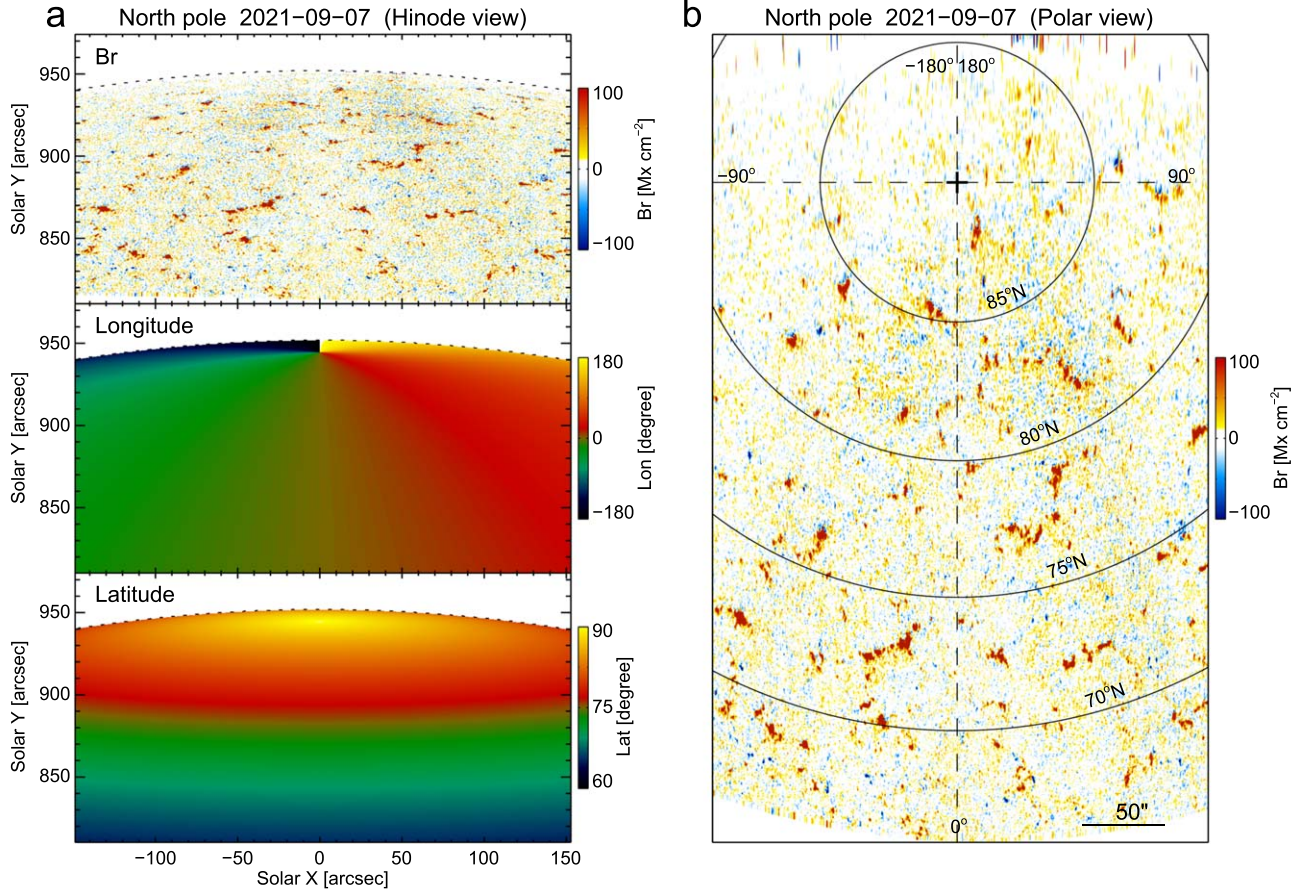 a
North pole 2021−09−07 (Hinode view)
Br
950
900
850
Solar Y [arcsec]
100
0
−100
Br [Mx cm−2]
Longitude
950
900
850
Solar Y [arcsec]
180
0
−180
Lon [degree]
Latitude
950
900
850
Solar Y [arcsec]
90
75
60
Lat [degree]
−100 −50 0 50 100 150
Solar X [arcsec]
b
North pole 2021−09−07 (Polar view)
−180° 180°
−90° 90°
85°N
80°N
75°N
70°N
0°
50"
100
0
−100
Br [Mx cm−2]